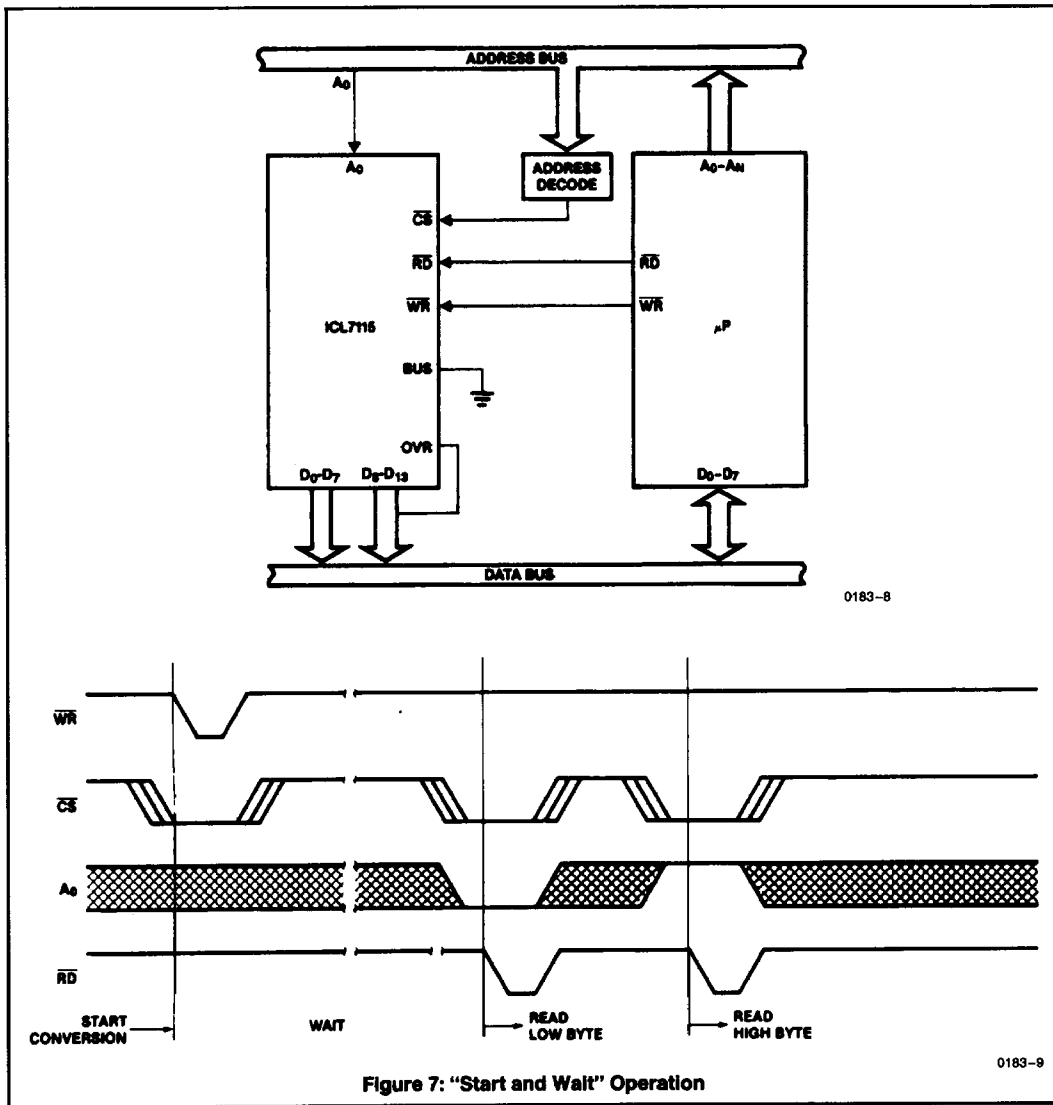 ADDRESS BUS
A0
A0
ADDRESS
DECODE
A0-AN
CS
RD
RD
WR
WR
ICL7115
μP
BUS
OVR
D0-D7 D8-D13
D0-D7
DATA BUS
0183-8
WR
CS
A0
RD
START
CONVERSION
WAIT
READ
LOW BYTE
READ
HIGH BYTE
0183-9
Figure 7: "Start and Wait" Operation